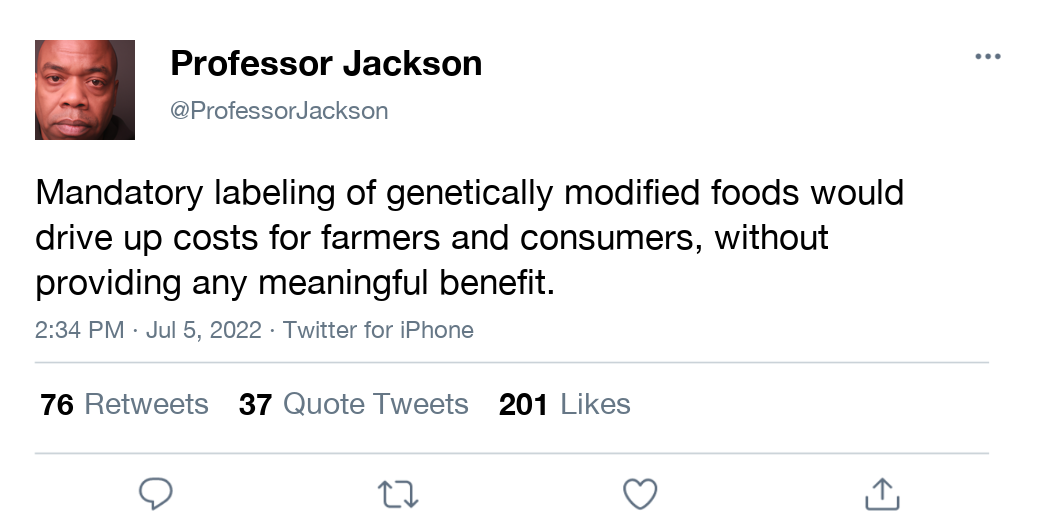 Professor Jackson
@ProfessorJackson
Mandatory labeling of genetically modified foods would
drive up costs for farmers and consumers, without
providing any meaningful benefit.
2:34 PM · Jul 5, 2022 · Twitter for iPhone
76 Retweets 37 Quote Tweets 201 Likes